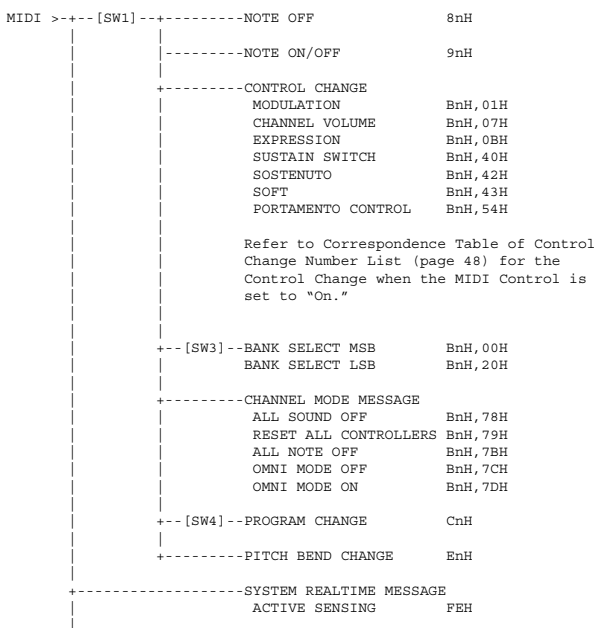 MIDI >-+--[SW1]--+---------NOTE OFF 8nH
|---------NOTE ON/OFF 9nH
+---------CONTROL CHANGE
MODULATION BnH,01H
CHANNEL VOLUME BnH,07H
EXPRESSION BnH,0BH
SUSTAIN SWITCH BnH,40H
SOSTENUTO BnH,42H
SOFT BnH,43H
PORTAMENTO CONTROL BnH,54H
Refer to Correspondence Table of Control
Change Number List (page 48) for the
Control Change when the MIDI Control is
set to “On.”
+--[SW3]--BANK SELECT MSB BnH,00H
BANK SELECT LSB BnH,20H
+---------CHANNEL MODE MESSAGE
ALL SOUND OFF BnH,78H
RESET ALL CONTROLLERS BnH,79H
ALL NOTE OFF BnH,7BH
OMNI MODE OFF BnH,7CH
OMNI MODE ON BnH,7DH
+--[SW4]--PROGRAM CHANGE CnH
+---------PITCH BEND CHANGE EnH
+-------------------SYSTEM REALTIME MESSAGE
ACTIVE SENSING FEH